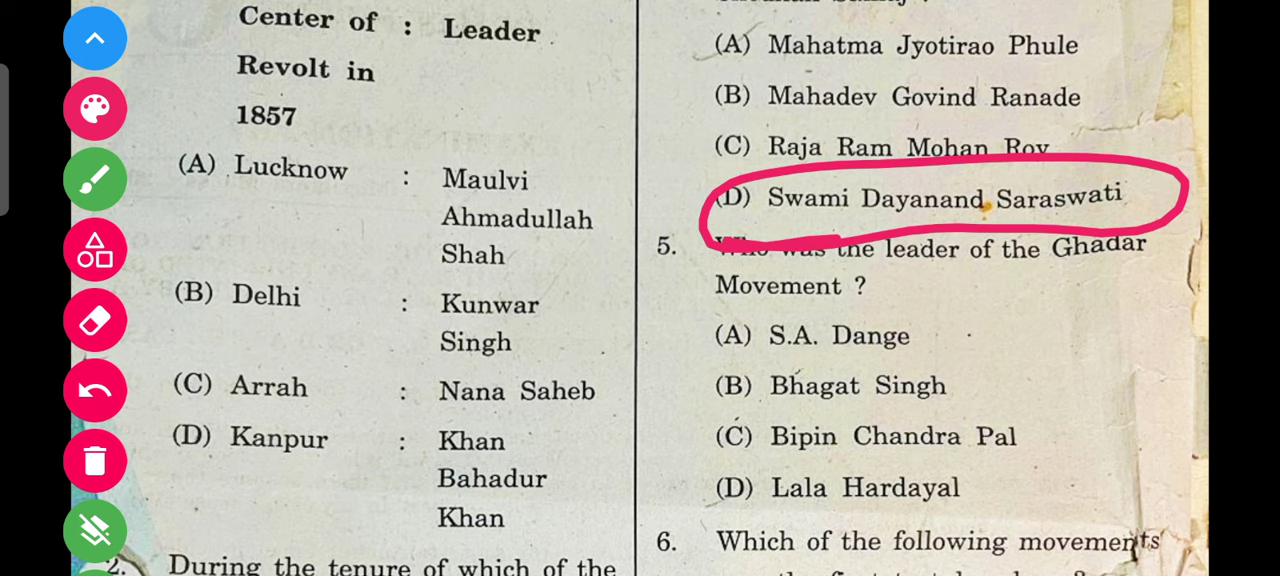 Center of : Leader
Revolt in
1857
(A) Lucknow : Maulvi
Ahmadullah
Shah
(B) Delhi : Kunwar
Singh
(C) Arrah : Nana Saheb
(D) Kanpur : Khan
Bahadur
Khan
2. During the tenure of which of the
(A) Mahatma Jyotirao Phule
(B) Mahadev Govind Ranade
(C) Raja Ram Mohan Roy
(D) Swami Dayanand Saraswati
5. Who was the leader of the Ghadar
Movement ?
(A) S.A. Dange
(B) Bhagat Singh
(C) Bipin Chandra Pal
(D) Lala Hardayal
6. Which of the following movements